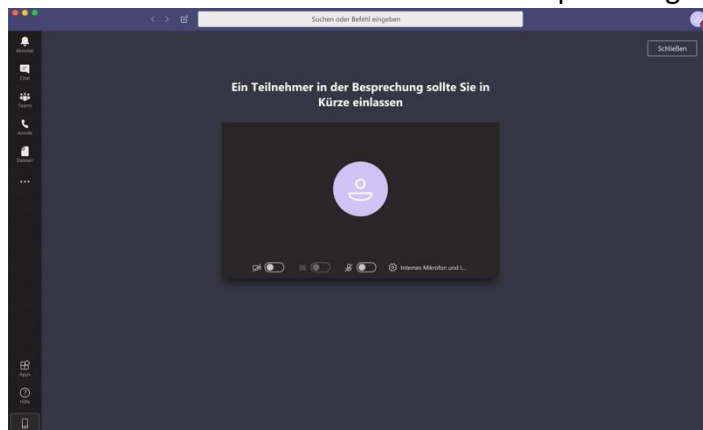 Suchen oder Befehl eingeben
Schließen
Aktivität
Chat
Teams
Anrufe
Dateien
Ein Teilnehmer in der Besprechung sollte Sie in
Kürze einlassen
Internes Mikrofon und L...
Apps
Hilfe